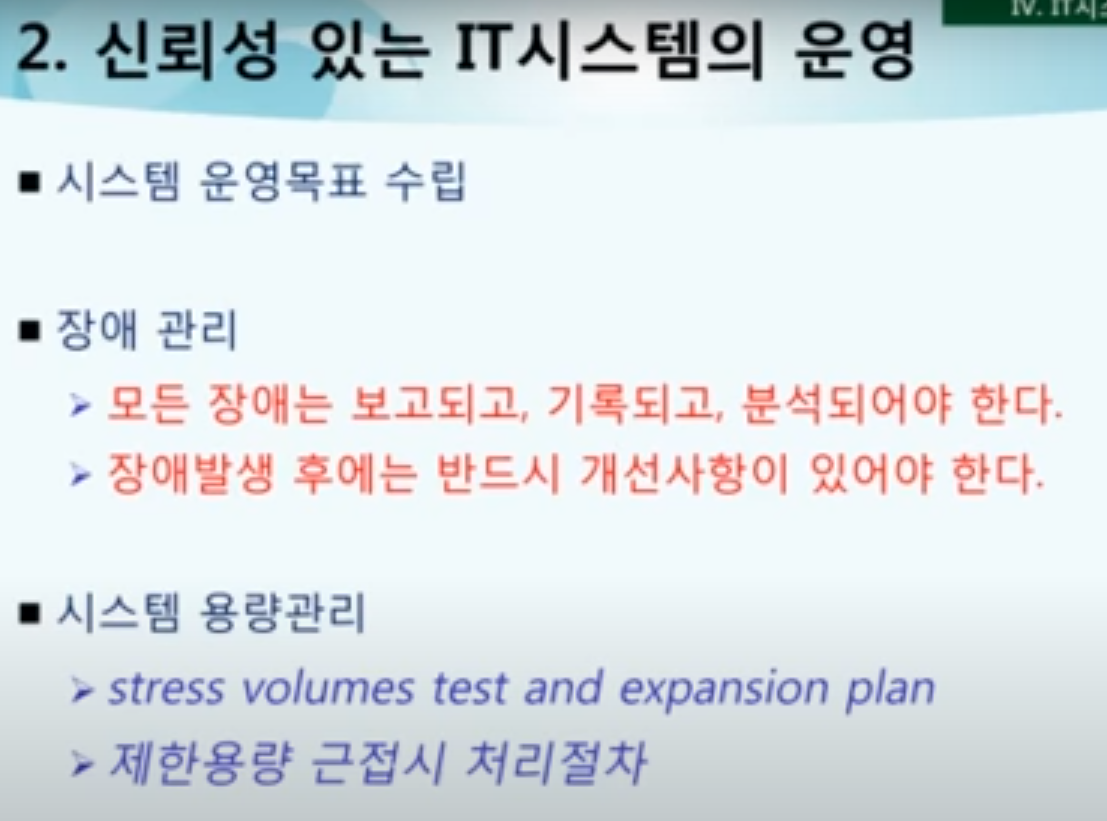 IV. IT시스
2. 신뢰성 있는 IT시스템의 운영
■ 시스템 운영목표 수립
■ 장애 관리
➢ 모든 장애는 보고되고, 기록되고, 분석되어야 한다.
➢ 장애발생 후에는 반드시 개선사항이 있어야 한다.
■ 시스템 용량관리
➢ stress volumes test and expansion plan
➢ 제한용량 근접시 처리절차